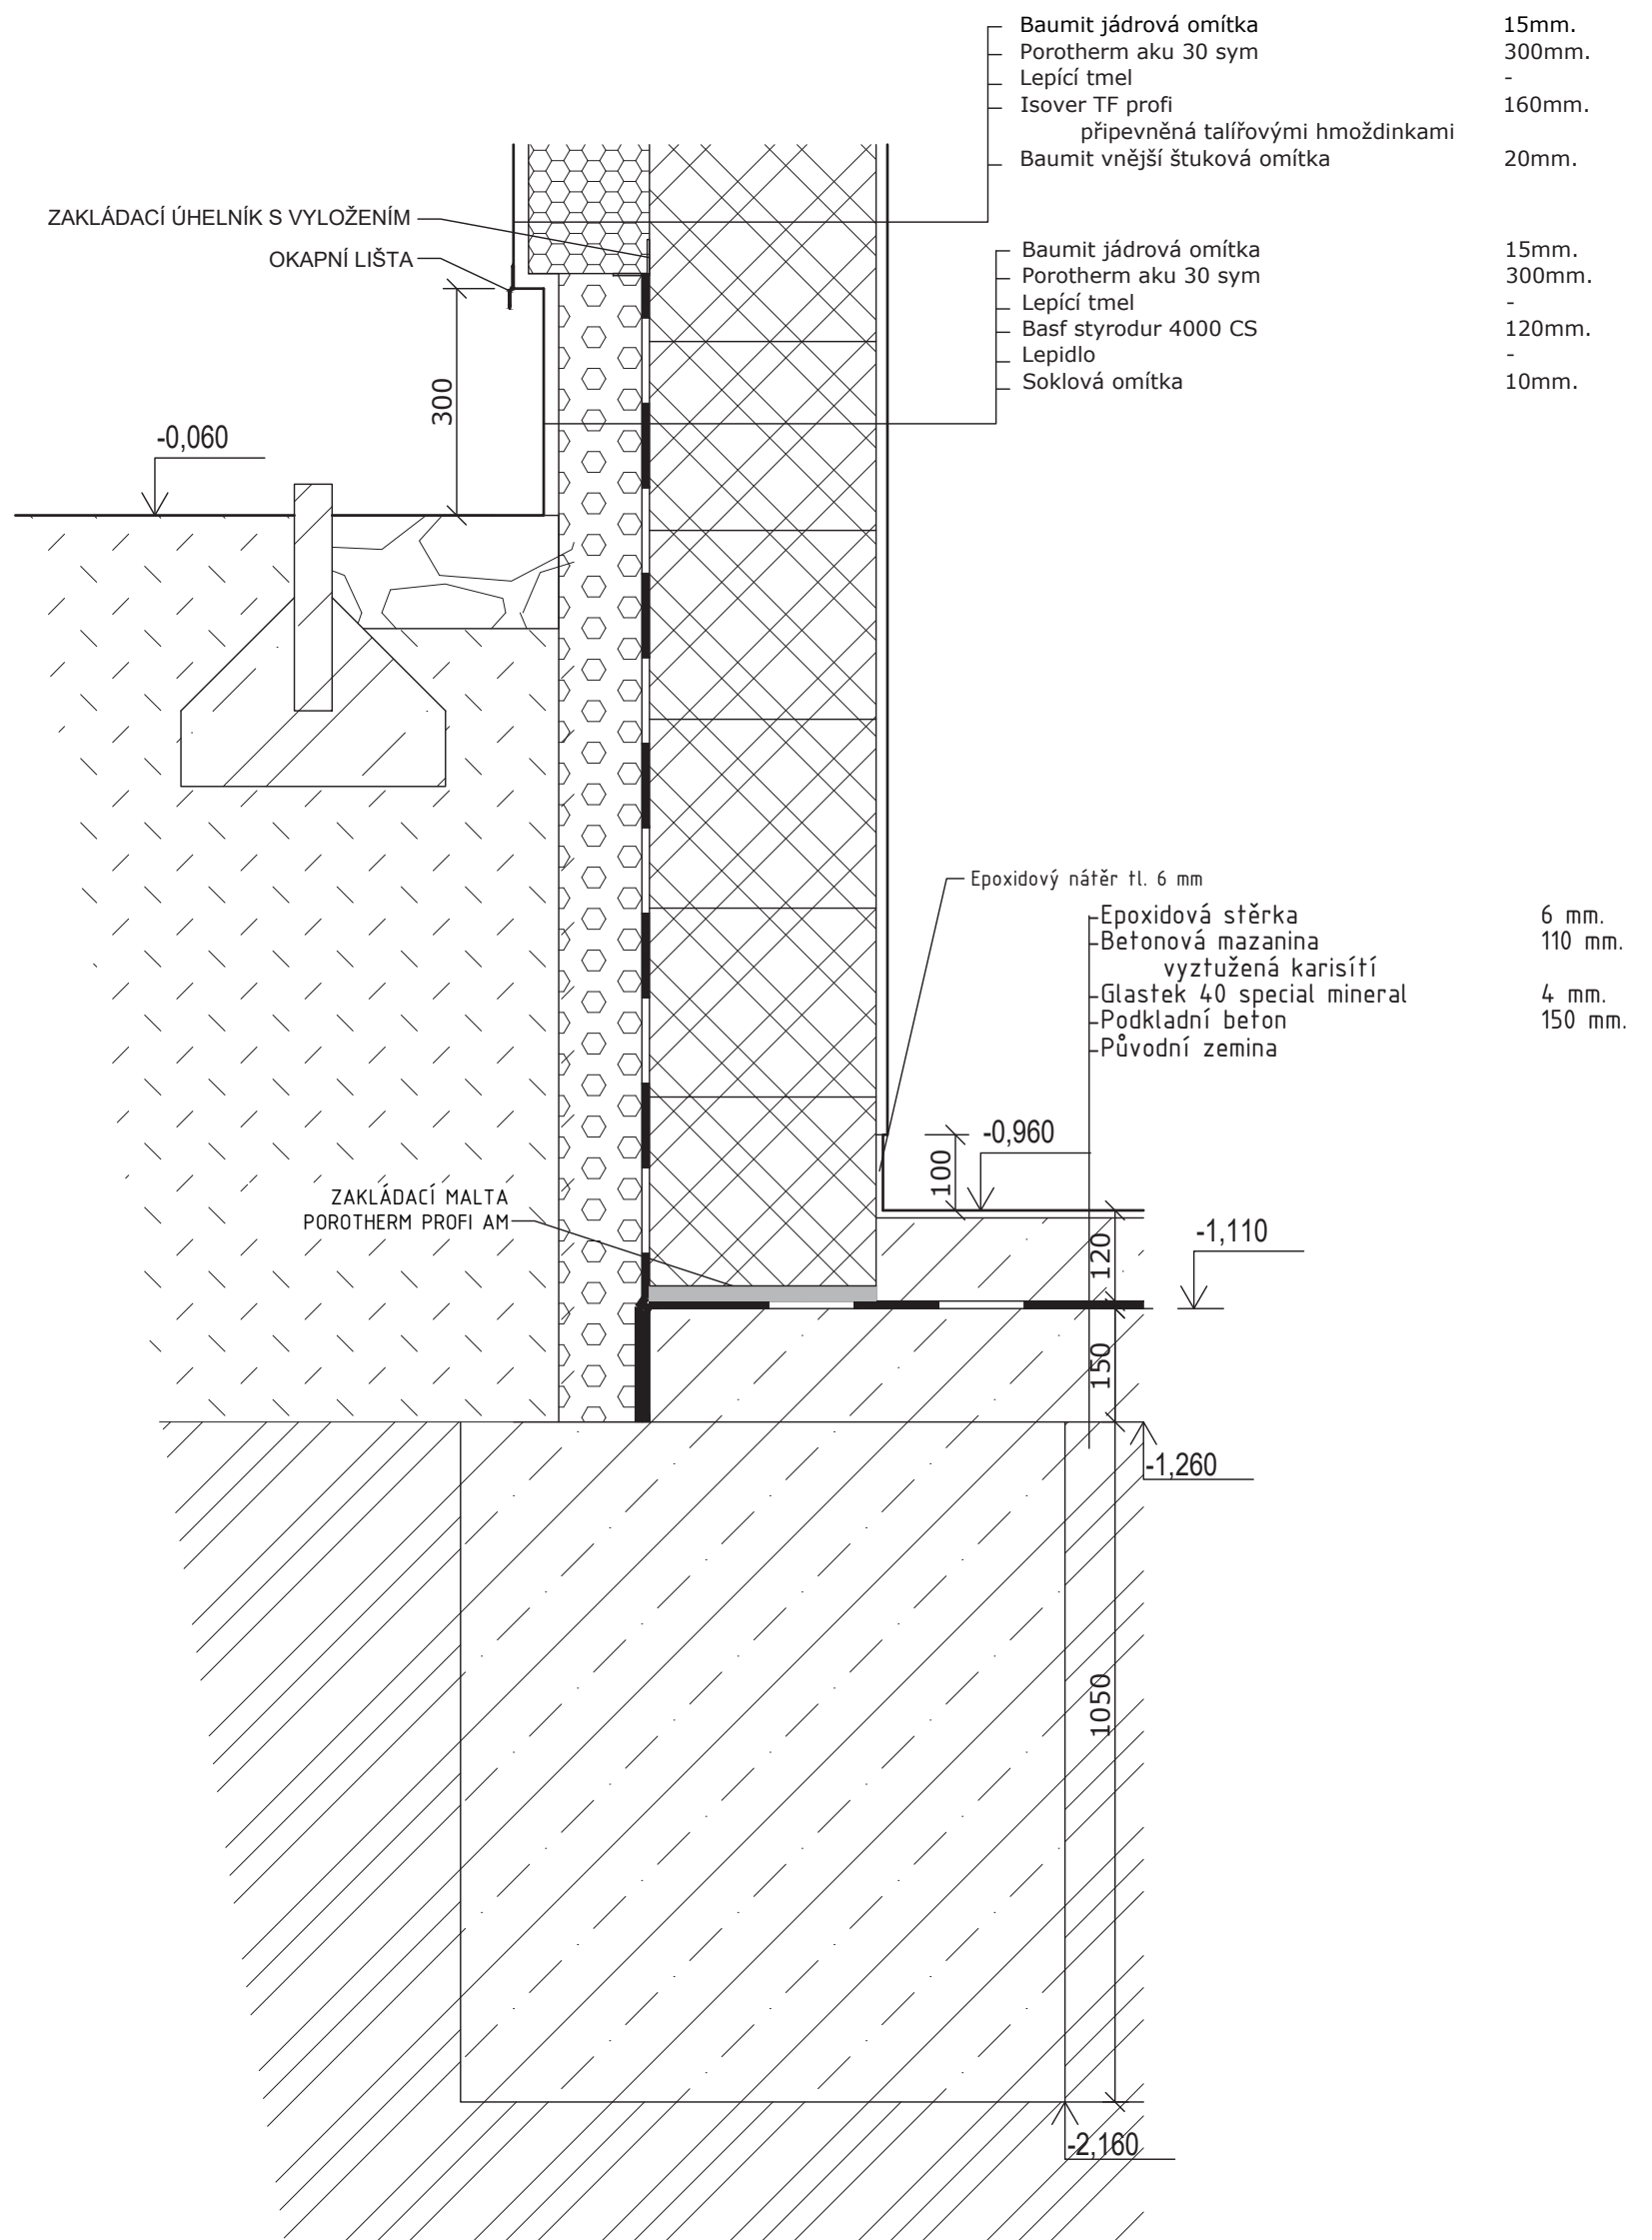 Baumit jádrová omítka 15mm.
Porotherm aku 30 sym 300mm.
Lepící tmel -
Isover TF profi 160mm.
připevněná talířovými hmoždinkami
Baumit vnější štuková omítka 20mm.
ZAKLÁDACÍ ÚHELNÍK S VYLOŽENÍM
OKAPNÍ LIŠTA
Baumit jádrová omítka 15mm.
Porotherm aku 30 sym 300mm.
Lepící tmel -
Basf styrodur 4000 CS 120mm.
Lepidlo -
Soklová omítka 10mm.
300
-0,060
Epoxidový nátěr tl. 6 mm
Epoxidová stěrka 6 mm.
Betonová mazanina 110 mm.
vyztužená karisítí
Glastek 40 special mineral 4 mm.
Podkladní beton 150 mm.
Původní zemina
-0,960
100
ZAKLÁDACÍ MALTA
POROTHERM PROFI AM
120
-1,110
150
-1,260
1050
-2,160